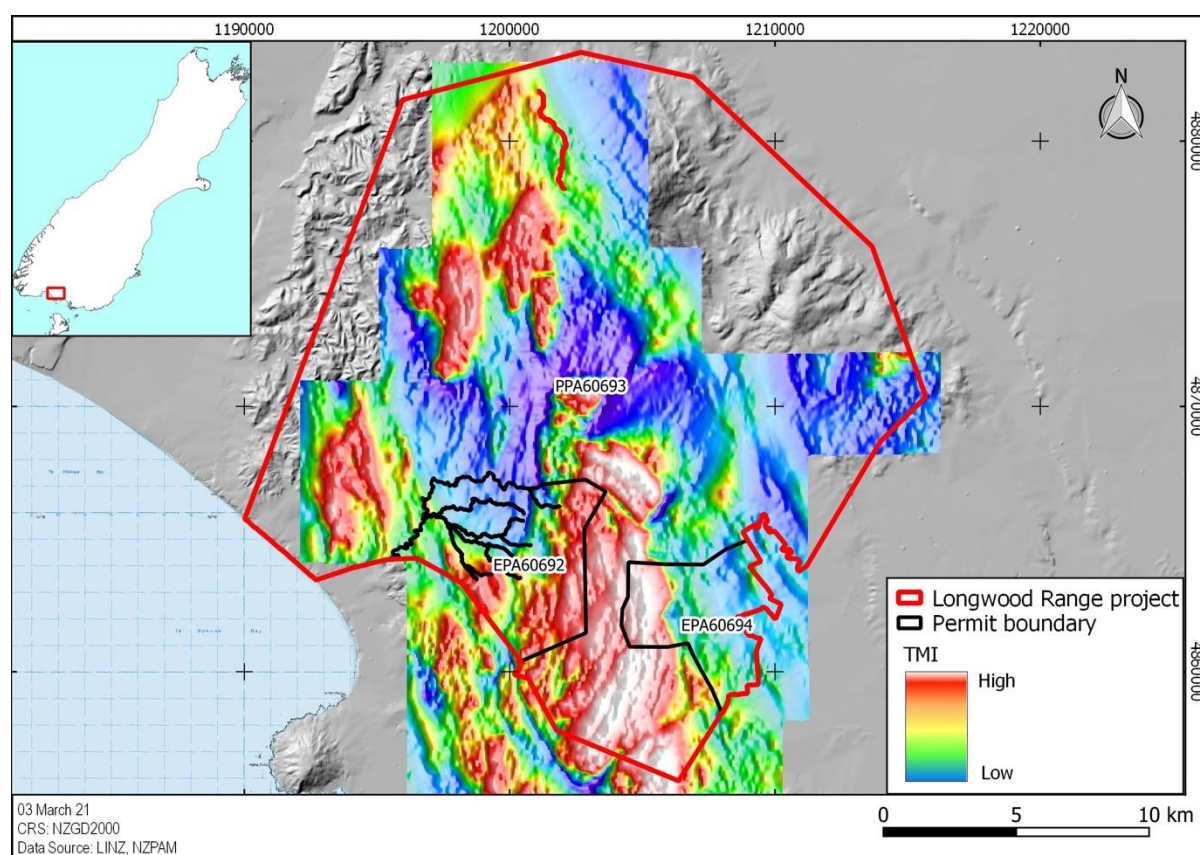 1190000
1200000
1210000
1220000
N
4880000
4870000
4860000
PPA60693
EPA60692
EPA60694
Longwood Range project
Permit boundary
TMI
High
Low
03 March 21
CRS: NZGD2000
Data Source: LINZ, NZPAM
0
5
10 km